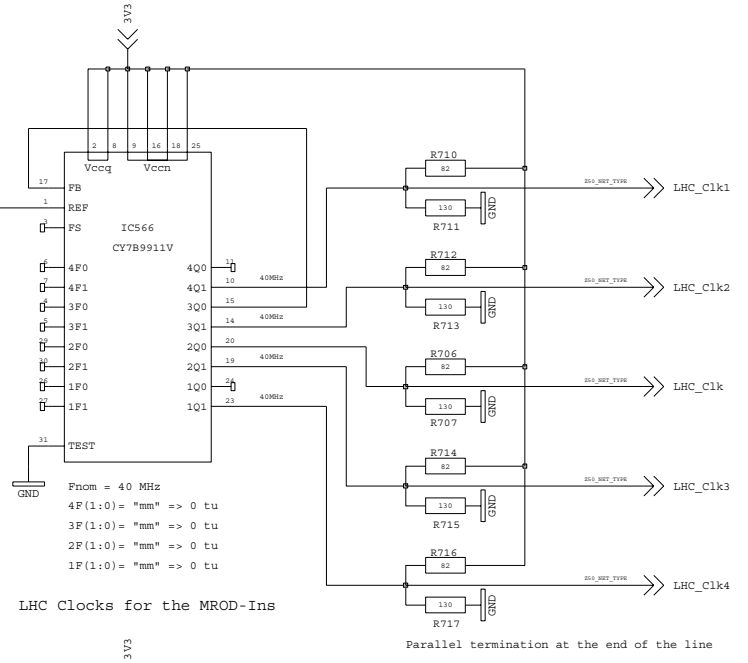 3V3
2 8 9 16 18 25
Vccq Vccn
17 FB
1 REF
3 FS
IC566
CY7B9911V
6 4F0
7 4F1
4 3F0
5 3F1
29 2F0
30 2F1
26 1F0
27 1F1
31 TEST
GND
4Q0 11
4Q1 10 40MHz
3Q0 15
3Q1 14 40MHz
2Q0 20
2Q1 19 40MHz
1Q0 24
1Q1 23 40MHz
R710
82
130
R711
GND
Z50_NET_TYPE
LHC_Clk1
R712
82
130
R713
GND
Z50_NET_TYPE
LHC_Clk2
R706
82
130
R707
GND
Z50_NET_TYPE
LHC_Clk
R714
82
130
R715
GND
Z50_NET_TYPE
LHC_Clk3
R716
82
130
R717
GND
Z50_NET_TYPE
LHC_Clk4
Fnom = 40 MHz
4F(1:0)= "mm" => 0 tu
3F(1:0)= "mm" => 0 tu
2F(1:0)= "mm" => 0 tu
1F(1:0)= "mm" => 0 tu
LHC Clocks for the MROD-Ins
3V3
Parallel termination at the end of the line